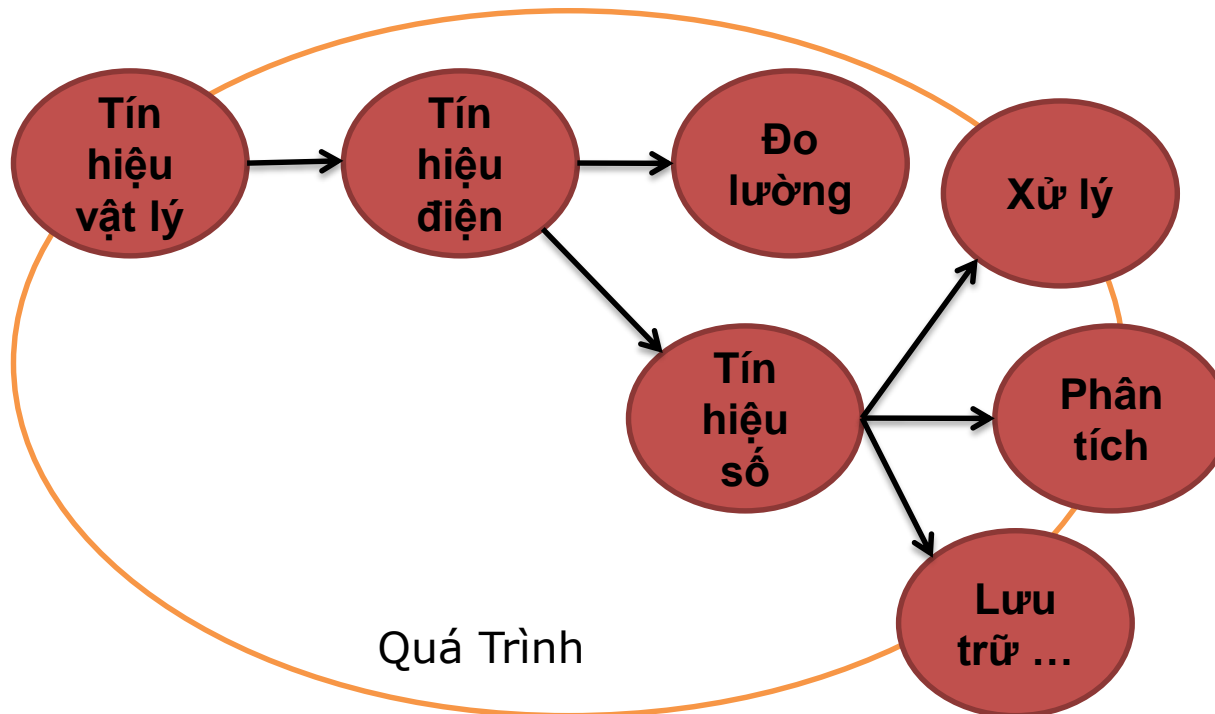 Tín
hiệu
vật lý
Tín
hiệu
điện
Đo
lường
Xử lý
Tín
hiệu
số
Phân
tích
Lưu
trữ ...
Quá Trình